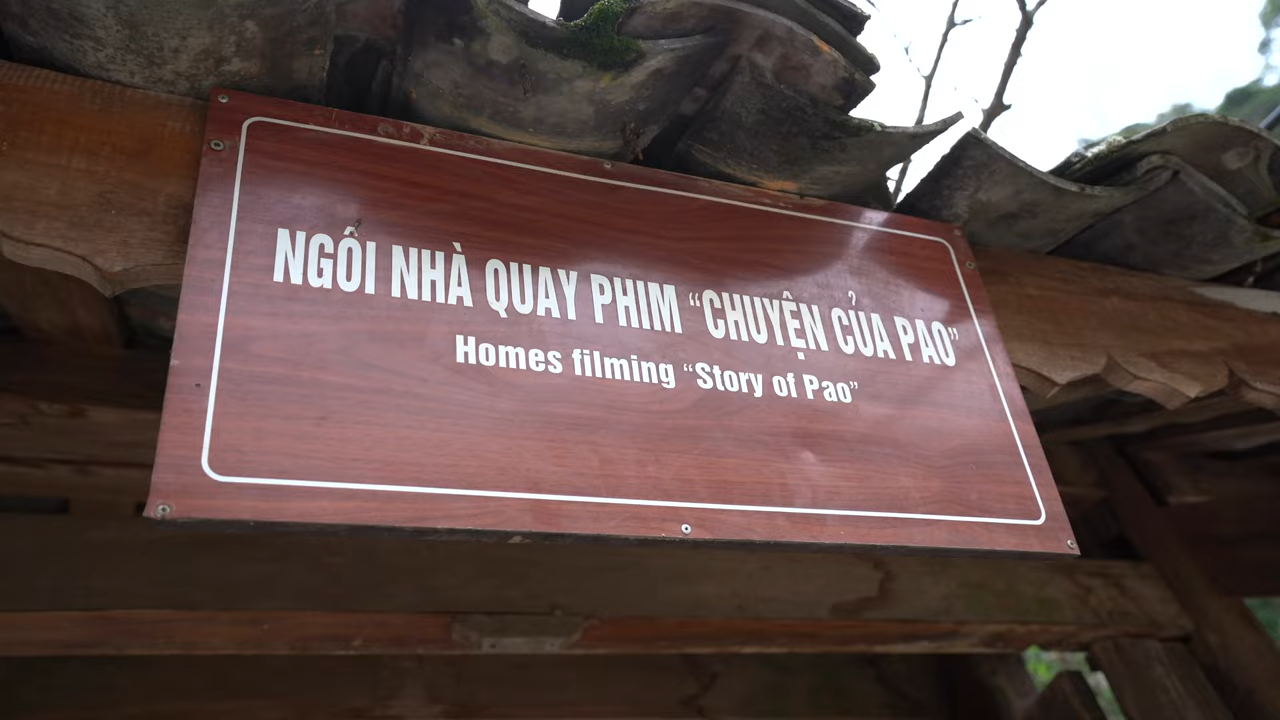 NGÔI NHÀ QUAY PHIM “CHUYỆN CỦA PAO”
Homes filming “Story of Pao”